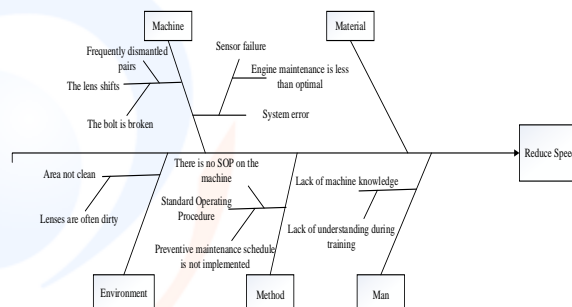 Machine
Material
Frequently dismantled
pairs
Sensor failure
The lens shifts
Engine maintenance is less
than optimal
The bolt is broken
System error
Reduce Speed
Area not clean
There is no SOP on the
machine
Lack of machine knowledge
Lenses are often dirty
Standard Operating
Procedure
Lack of understanding during
training
Preventive maintenance schedule
is not implemented
Environment
Method
Man